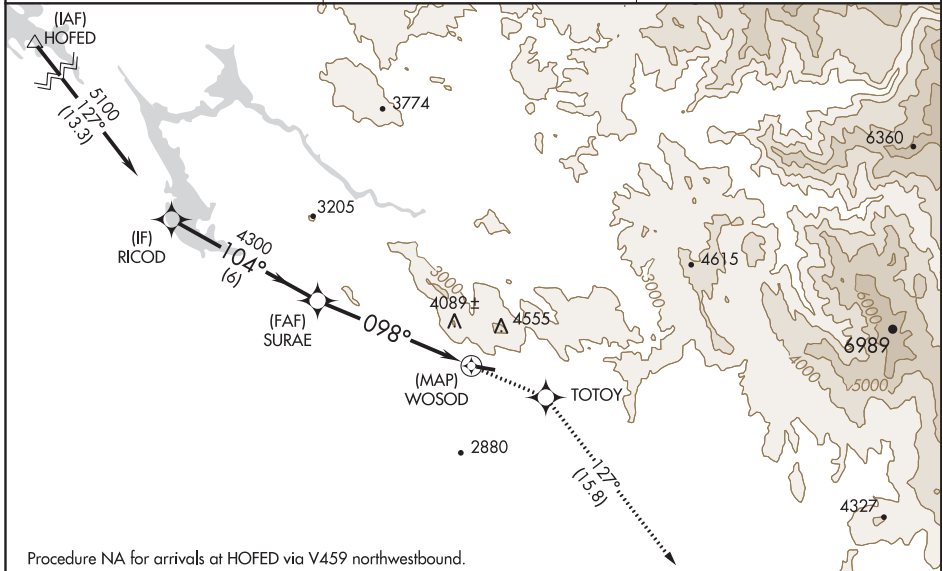 (IAF)
HOFED
5100
127°
(13.3)
3774
6360
3205
(IF)
RICOD
4300
104°
(6)
(FAF)
SURAE
098°
3000
4089±
4555
3000
4615
6000
6989
4000
5000
(MAP)
WOSOD
TOTOY
2880
127°
(15.8)
4327
Procedure NA for arrivals at HOFED via V459 northwestbound.